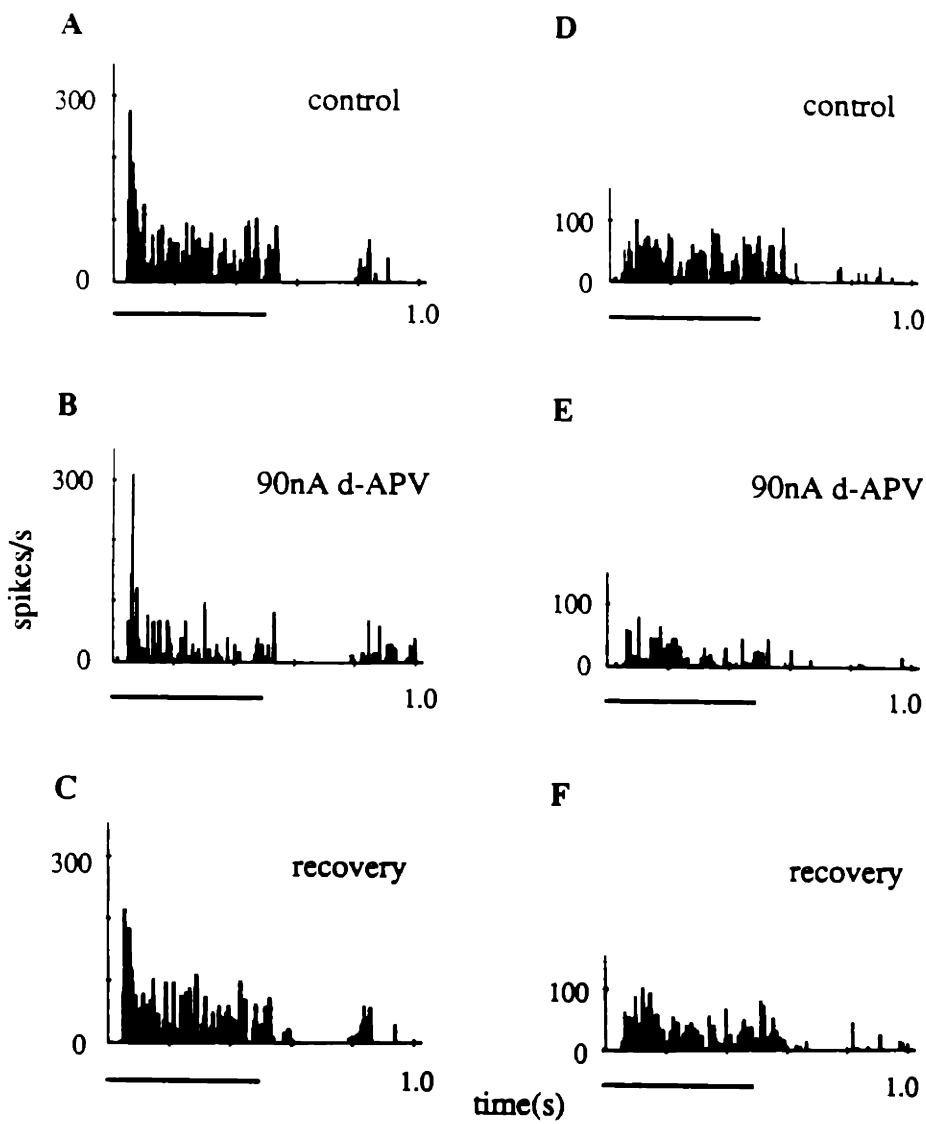 A
300
control
0
1.0
D
control
100
0
1.0
B
300
90nA d-APV
spikes/s
0
1.0
E
90nA d-APV
100
0
1.0
C
300
recovery
0
1.0
F
recovery
100
0
1.0
time(s)